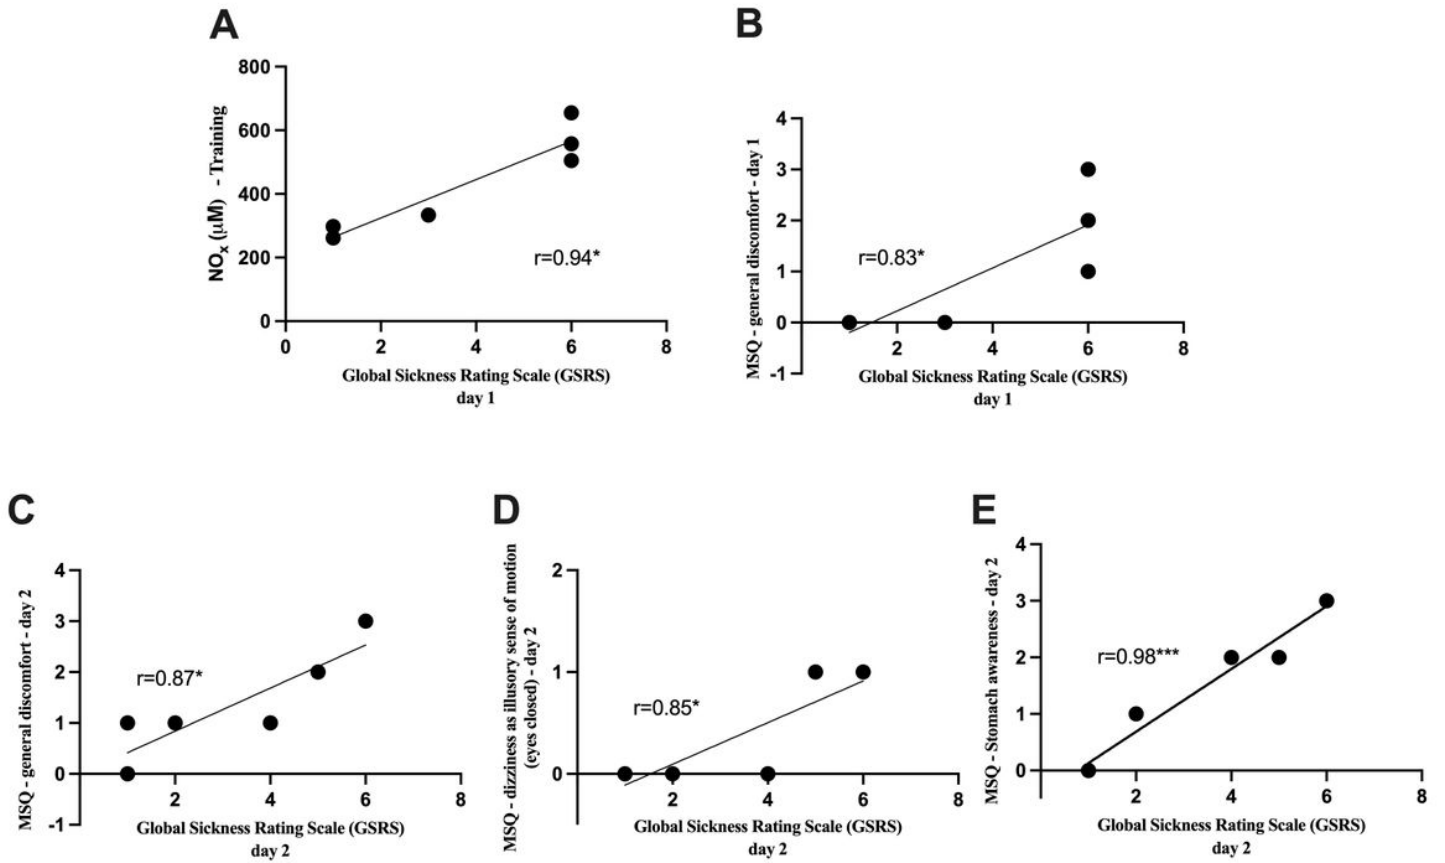 A
800
600
400
200
0
0 2 4 6 8
NOx (μM) - Training
r=0.94*
Global Sickness Rating Scale (GSRS)
day 1
B
4
3
2
1
0
-1
2 4 6 8
MSQ - general discomfort - day 1
r=0.83*
Global Sickness Rating Scale (GSRS)
day 1
C
4
3
2
1
0
-1
2 4 6 8
MSQ - general discomfort - day 2
r=0.87*
Global Sickness Rating Scale (GSRS)
day 2
D
2
1
0
2 4 6 8
MSQ - dizziness as illusory sense of motion
(eyes closed) - day 2
r=0.85*
Global Sickness Rating Scale (GSRS)
day 2
E
4
3
2
1
0
2 4 6 8
MSQ - Stomach awareness - day 2
r=0.98***
Global Sickness Rating Scale (GSRS)
day 2